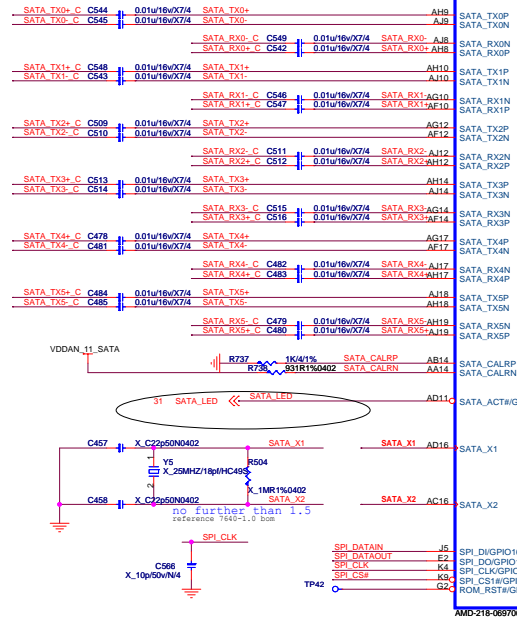 SATA_TX0+_C C544 0.01u/16v/X7/4 SATA_TX0+ AH9 SATA_TX0P
SATA_TX0-_C C545 0.01u/16v/X7/4 SATA_TX0- AJ9 SATA_TX0N
SATA_RX0-_C C549 0.01u/16v/X7/4 SATA_RX0- AJ8 SATA_RX0N
SATA_RX0+_C C542 0.01u/16v/X7/4 SATA_RX0+ AH8 SATA_RX0P
SATA_TX1+_C C548 0.01u/16v/X7/4 SATA_TX1+ AH10 SATA_TX1P
SATA_TX1-_C C543 0.01u/16v/X7/4 SATA_TX1- AJ10 SATA_TX1N
SATA_RX1-_C C546 0.01u/16v/X7/4 SATA_RX1- AG10 SATA_RX1N
SATA_RX1+_C C547 0.01u/16v/X7/4 SATA_RX1+ AF10 SATA_RX1P
SATA_TX2+_C C509 0.01u/16v/X7/4 SATA_TX2+ AG12 SATA_TX2P
SATA_TX2-_C C510 0.01u/16v/X7/4 SATA_TX2- AF12 SATA_TX2N
SATA_RX2-_C C511 0.01u/16v/X7/4 SATA_RX2- AJ12 SATA_RX2N
SATA_RX2+_C C512 0.01u/16v/X7/4 SATA_RX2+ AH12 SATA_RX2P
SATA_TX3+_C C513 0.01u/16v/X7/4 SATA_TX3+ AH14 SATA_TX3P
SATA_TX3-_C C514 0.01u/16v/X7/4 SATA_TX3- AJ14 SATA_TX3N
SATA_RX3-_C C515 0.01u/16v/X7/4 SATA_RX3- AG14 SATA_RX3N
SATA_RX3+_C C516 0.01u/16v/X7/4 SATA_RX3+ AF14 SATA_RX3P
SATA_TX4+_C C478 0.01u/16v/X7/4 SATA_TX4+ AG17 SATA_TX4P
SATA_TX4-_C C481 0.01u/16v/X7/4 SATA_TX4- AF17 SATA_TX4N
SATA_RX4-_C C482 0.01u/16v/X7/4 SATA_RX4- AJ17 SATA_RX4N
SATA_RX4+_C C483 0.01u/16v/X7/4 SATA_RX4+ AH17 SATA_RX4P
SATA_TX5+_C C484 0.01u/16v/X7/4 SATA_TX5+ AJ18 SATA_TX5P
SATA_TX5-_C C485 0.01u/16v/X7/4 SATA_TX5- AH18 SATA_TX5N
SATA_RX5-_C C479 0.01u/16v/X7/4 SATA_RX5- AH19 SATA_RX5N
SATA_RX5+_C C480 0.01u/16v/X7/4 SATA_RX5+ AJ19 SATA_RX5P
VDDAN_11_SATA
R737 1K/4/1% SATA_CALRP AB14 SATA_CALRP
R738 931R1%0402 SATA_CALRN AA14 SATA_CALRN
31 SATA_LED SATA_LED AD11 SATA_ACT#/G
C457 X_C22p50N0402 SATA_X1 SATA_X1 AD16 SATA_X1
1 Y5 R504
X_25MHZ/18pf/HC49S
2 X_1MR1%0402
C458 X_C22p50N0402 SATA_X2 SATA_X2 AC16 SATA_X2
no further than 1.5
reference 7640-1.0 bom
SPI_CLK
C566
X_10p/50v/N/4
SPI_DATAIN J5 SPI_DI/GPIO1
SPI_DATAOUT E2 SPI_DO/GPIO
SPI_CLK K4 SPI_CLK/GPIO
SPI_CS# K9 SPI_CS1#/GPI
TP42 G2 ROM_RST#/G
AMD-218-06970